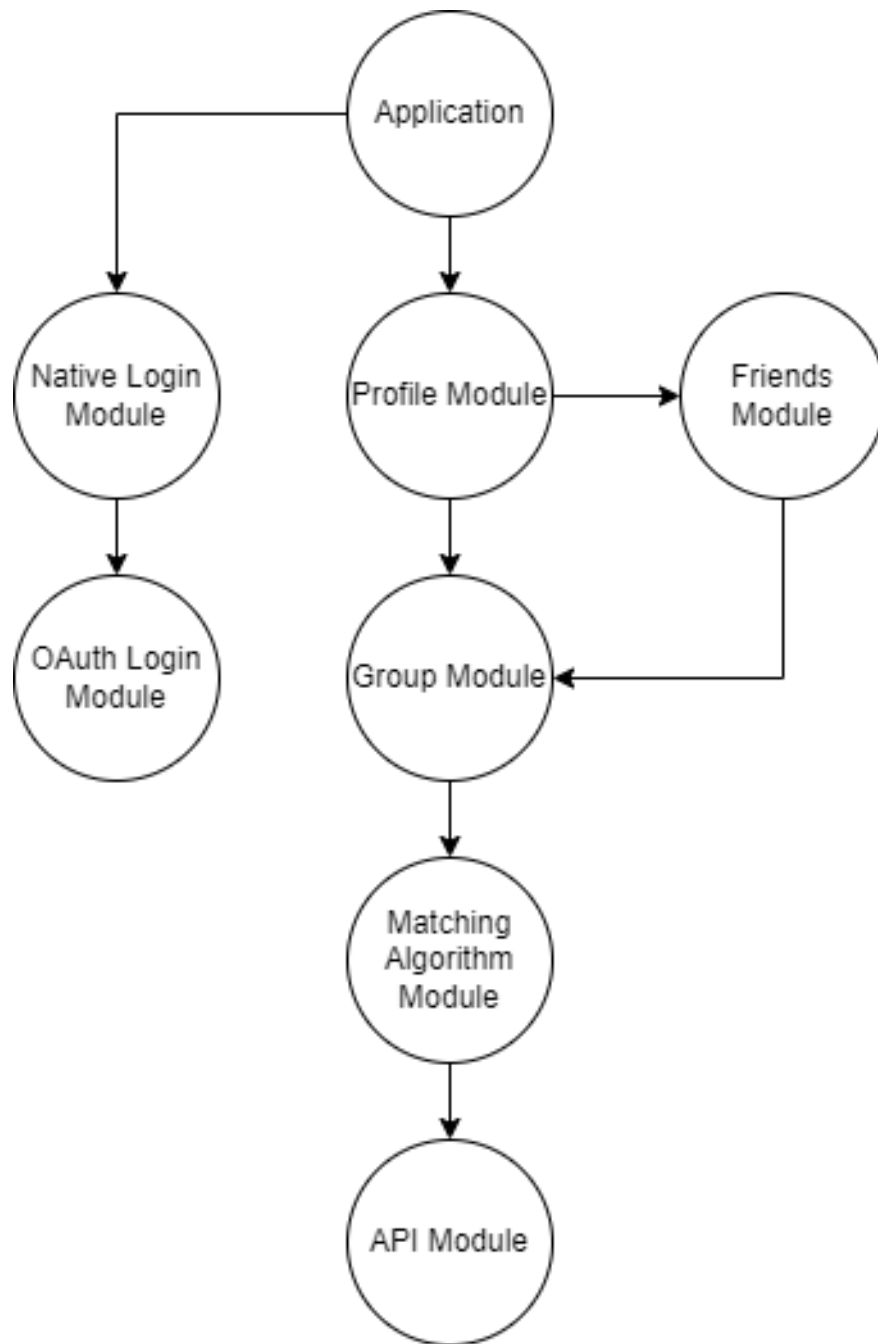 Application
Native Login
Module
Profile Module
Friends
Module
OAuth Login
Module
Group Module
Matching
Algorithm
Module
API Module